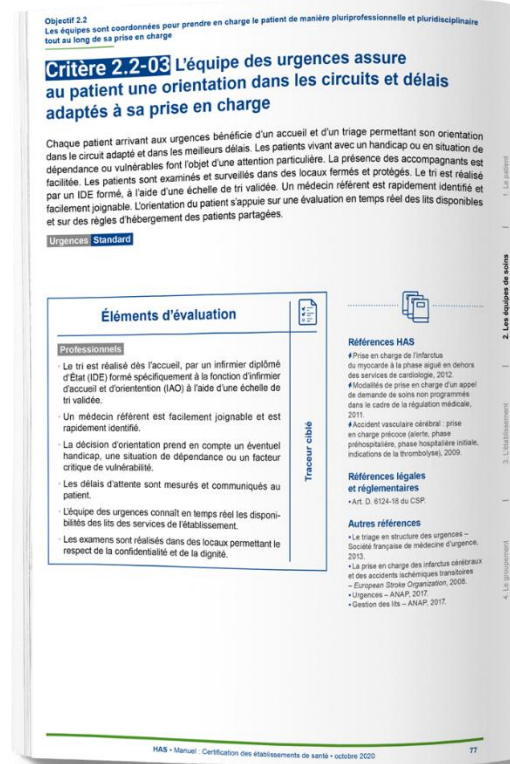 Objectif 2.2
Les équipes sont coordonnées pour prendre en charge le patient de manière pluriprofessionnelle et pluridisciplinaire
tout au long de sa prise en charge
Critère 2.2-03 L'équipe des urgences assure
au patient une orientation dans les circuits et délais
adaptés à sa prise en charge
Chaque patient arrivant aux urgences bénéficie d'un accueil et d'un triage permettant son orientation
dans le circuit adapté et dans les meilleurs délais. Les patients vivant avec un handicap ou en situation de
dépendance ou vulnérables font l'objet d'une attention particulière. La présence des accompagnants est
facilitée. Les patients sont examinés et surveillés dans des locaux fermés et protégés. Le tri est réalisé
par un IDE formé, à l'aide d'une échelle de tri validée. Un médecin référent est rapidement identifié et
facilement joignable. L'orientation du patient s'appuie sur une évaluation en temps réel des lits disponibles
et sur des règles d'hébergement des patients partagées.
Urgences Standard
Éléments d'évaluation
Professionnels
Le tri est réalisé dès l'accueil, par un infirmier diplômé
d'État (IDE) formé spécifiquement à la fonction d'infirmier
d'accueil et d'orientention (IAO) à l'aide d'une échelle de
tri validée.
Un médecin référent est facilement joignable et est
rapidement identifié.
La décision d'orientation prend en compte un éventuel
handicap, une situation de dépendance ou un facteur
critique de vulnérabilité.
Les délais d'attente sont mesurés et communiqués au
patient.
L'équipe des urgences connaît en temps réel les disponi-
bilités des lits des services de l'établissement.
Les examens sont réalisés dans des locaux permettant le
respect de la confidentialité et de la dignité.
Traceur ciblé
Références HAS
Prise en charge de l'infarctus
du myocarde à la phase aiguë en dehors
des services de cardiologie, 2012.
Modalités de prise en charge d'un appel
de demande de soins non programmés
dans le cadre de la régulation médicale,
2011.
Accident vasculaire cérébral : prise
en charge précoce (alerte, phase
préhospitalière, phase hospitalière initiale,
indications de la thrombolyse), 2009.
Références légales
et réglementaires
• Art. D. 6124-18 du CSP.
Autres références
• Le triage en structure des urgences –
Société française de médecine d'urgence,
2013.
• La prise en charge des infarctus cérébraux
et des accidents ischémiques transitoires
– European Stroke Organization, 2008.
• Urgences – ANAP, 2017.
• Gestion des lits – ANAP, 2017.
1. Le patient
2. Les équipes de soins
3. L'établissement
4. Le groupement
HAS • Manuel : Certification des établissements de santé • octobre 2020
77